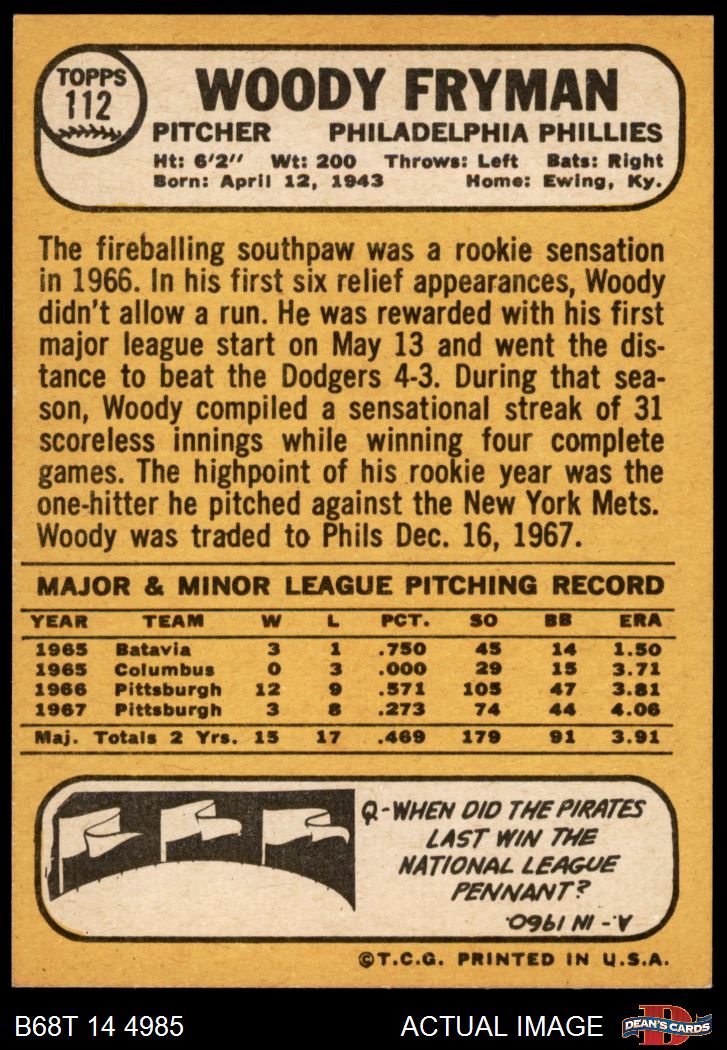 TOPPS
112
WOODY FRYMAN
PITCHER PHILADELPHIA PHILLIES
Ht: 6'2" Wt: 200 Throws: Left Bats: Right
Born: April 12, 1943 Home: Ewing, Ky.
The fireballing southpaw was a rookie sensation
in 1966. In his first six relief appearances, Woody
didn't allow a run. He was rewarded with his first
major league start on May 13 and went the dis-
tance to beat the Dodgers 4-3. During that sea-
son, Woody compiled a sensational streak of 31
scoreless innings while winning four complete
games. The highpoint of his rookie year was the
one-hitter he pitched against the New York Mets.
Woody was traded to Phils Dec. 16, 1967.
MAJOR & MINOR LEAGUE PITCHING RECORD
YEAR TEAM W L PCT. SO BB ERA
1965 Batavia 3 1 .750 45 14 1.50
1965 Columbus 0 3 .000 29 15 3.71
1966 Pittsburgh 12 9 .571 105 47 3.81
1967 Pittsburgh 3 8 .273 74 44 4.06
Maj. Totals 2 Yrs. 15 17 .469 179 91 3.91
Q-WHEN DID THE PIRATES
LAST WIN THE
NATIONAL LEAGUE
PENNANT?
A-IN 1960.
©T.C.G. PRINTED IN U.S.A.
B68T 14 4985 ACTUAL IMAGE
D
DEAN'S CARDS